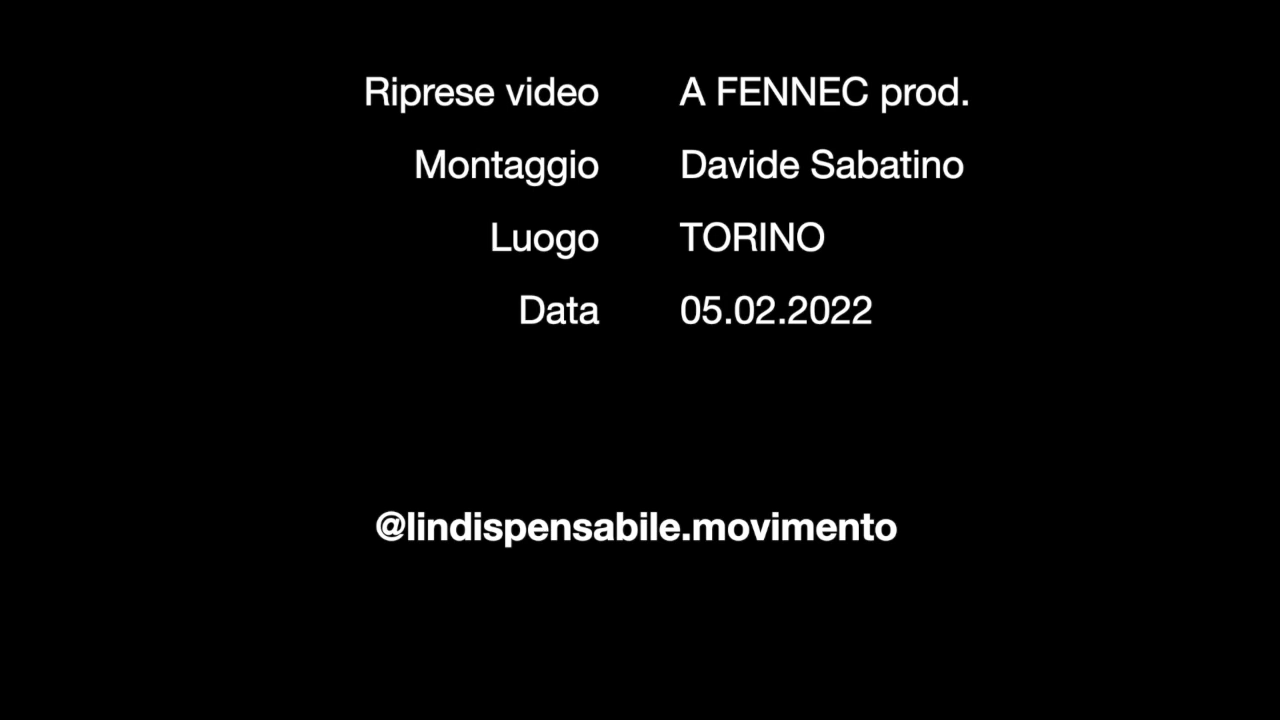 Riprese video A FENNEC prod.
Montaggio Davide Sabatino
Luogo TORINO
Data 05.02.2022
@lindispensabile.movimento